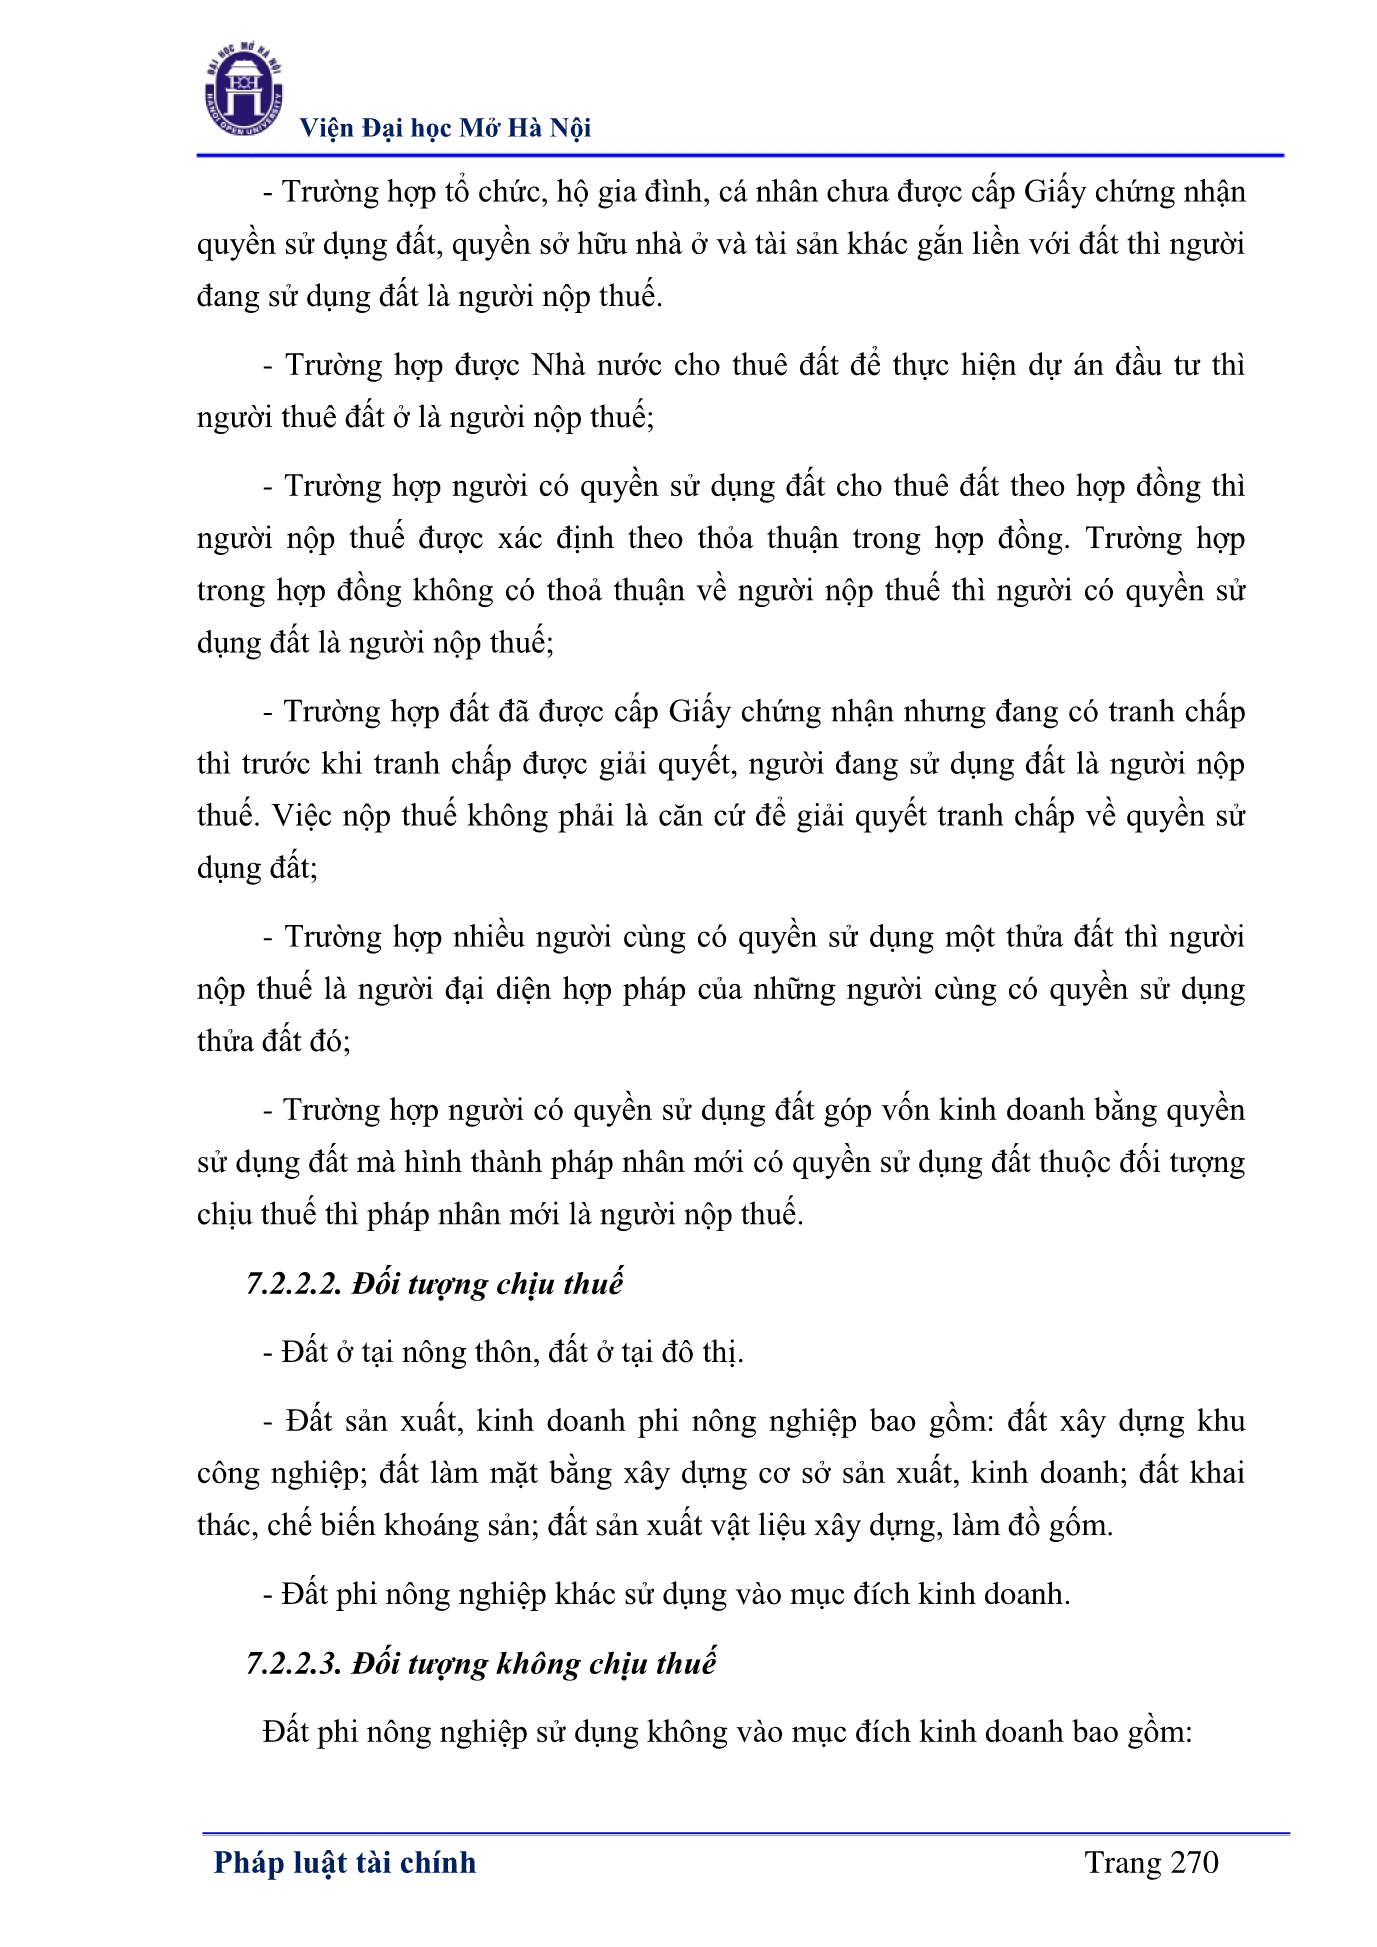 ĐẠI HỌC MỞ HÀ NỘI
HANOI OPEN UNIVERSITY
Viện Đại học Mở Hà Nội
- Trường hợp tổ chức, hộ gia đình, cá nhân chưa được cấp Giấy chứng nhận
quyền sử dụng đất, quyền sở hữu nhà ở và tài sản khác gắn liền với đất thì người
đang sử dụng đất là người nộp thuế.
- Trường hợp được Nhà nước cho thuê đất để thực hiện dự án đầu tư thì
người thuê đất ở là người nộp thuế;
- Trường hợp người có quyền sử dụng đất cho thuê đất theo hợp đồng thì
người nộp thuế được xác định theo thỏa thuận trong hợp đồng. Trường hợp
trong hợp đồng không có thoả thuận về người nộp thuế thì người có quyền sử
dụng đất là người nộp thuế;
- Trường hợp đất đã được cấp Giấy chứng nhận nhưng đang có tranh chấp
thì trước khi tranh chấp được giải quyết, người đang sử dụng đất là người nộp
thuế. Việc nộp thuế không phải là căn cứ để giải quyết tranh chấp về quyền sử
dụng đất;
- Trường hợp nhiều người cùng có quyền sử dụng một thửa đất thì người
nộp thuế là người đại diện hợp pháp của những người cùng có quyền sử dụng
thửa đất đó;
- Trường hợp người có quyền sử dụng đất góp vốn kinh doanh bằng quyền
sử dụng đất mà hình thành pháp nhân mới có quyền sử dụng đất thuộc đối tượng
chịu thuế thì pháp nhân mới là người nộp thuế.
7.2.2.2. Đối tượng chịu thuế
- Đất ở tại nông thôn, đất ở tại đô thị.
- Đất sản xuất, kinh doanh phi nông nghiệp bao gồm: đất xây dựng khu
công nghiệp; đất làm mặt bằng xây dựng cơ sở sản xuất, kinh doanh; đất khai
thác, chế biến khoáng sản; đất sản xuất vật liệu xây dựng, làm đồ gốm.
- Đất phi nông nghiệp khác sử dụng vào mục đích kinh doanh.
7.2.2.3. Đối tượng không chịu thuế
Đất phi nông nghiệp sử dụng không vào mục đích kinh doanh bao gồm:
Pháp luật tài chính
Trang 270